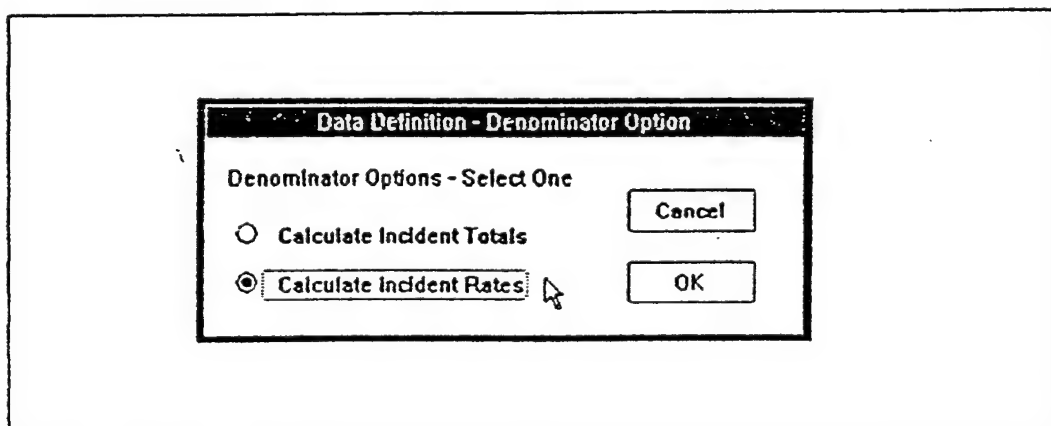 Data Definition - Denominator Option
Denominator Options - Select One
Cancel
Calculate Incident Totals
Calculate Incident Rates
OK